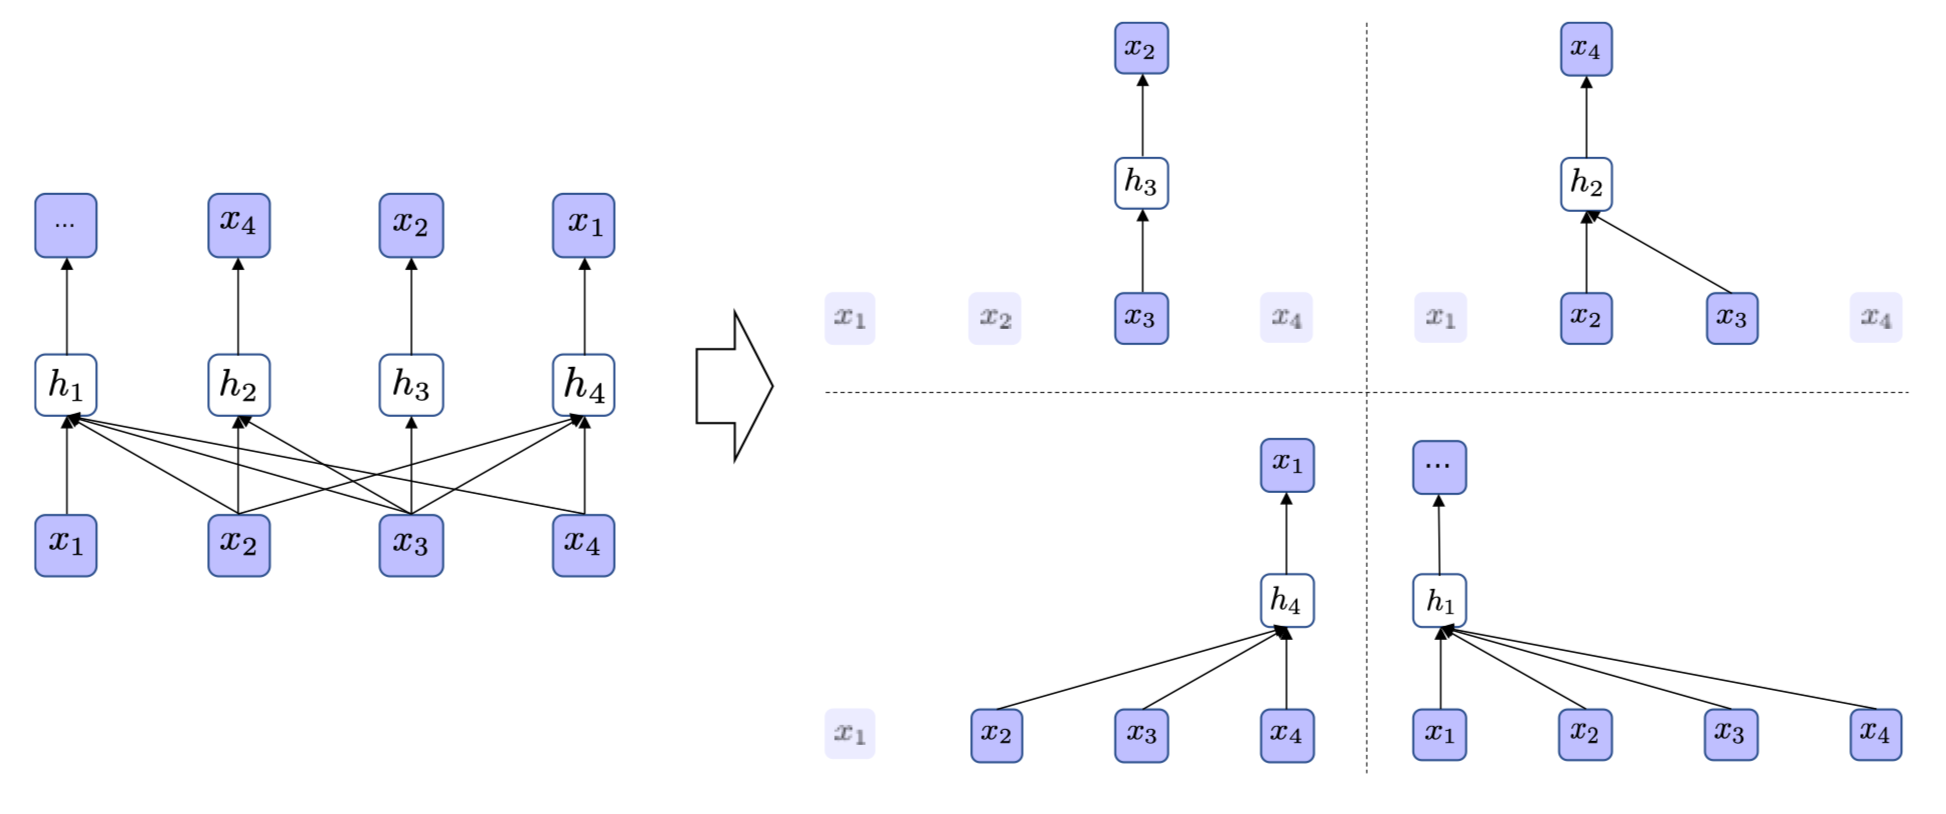 ... x₄ x₂ x₁
h₁ h₂ h₃ h₄
x₁ x₂ x₃ x₄
x₂
h₃
x₁ x₂ x₃ x₄
x₄
h₂
x₁ x₂ x₃ x₄
x₁
h₄
x₁ x₂ x₃ x₄
...
h₁
x₁ x₂ x₃ x₄